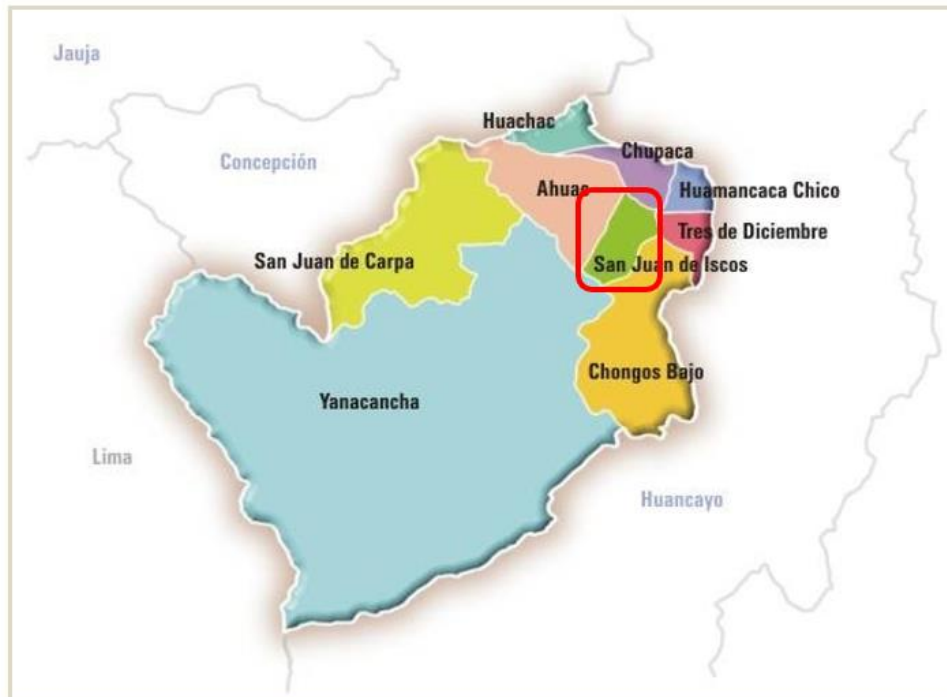 Jauja
Huachac
Concepción
Chupaca
Ahuac
Huamancaca Chico
Tres de Diciembre
San Juan de Carpa
San Juan de Iscos
Chongos Bajo
Yanacancha
Lima
Huancayo